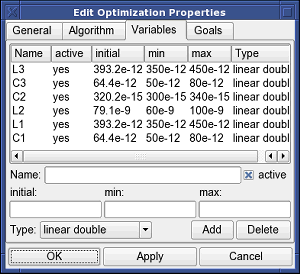 Edit Optimization Properties
General Algorithm Variables Goals
Name active initial min max Type
L3 yes 393.2e-12 350e-12 450e-12 linear doubl
C3 yes 64.4e-12 50e-12 80e-12 linear doubl
C2 yes 320.2e-15 300e-15 340e-15 linear doubl
L2 yes 79.1e-9 60e-9 100e-9 linear doubl
L1 yes 393.2e-12 350e-12 450e-12 linear doubl
C1 yes 64.4e-12 50e-12 80e-12 linear doubl
Name: active
initial: min: max:
Type: linear double Add Delete
OK Apply Cancel